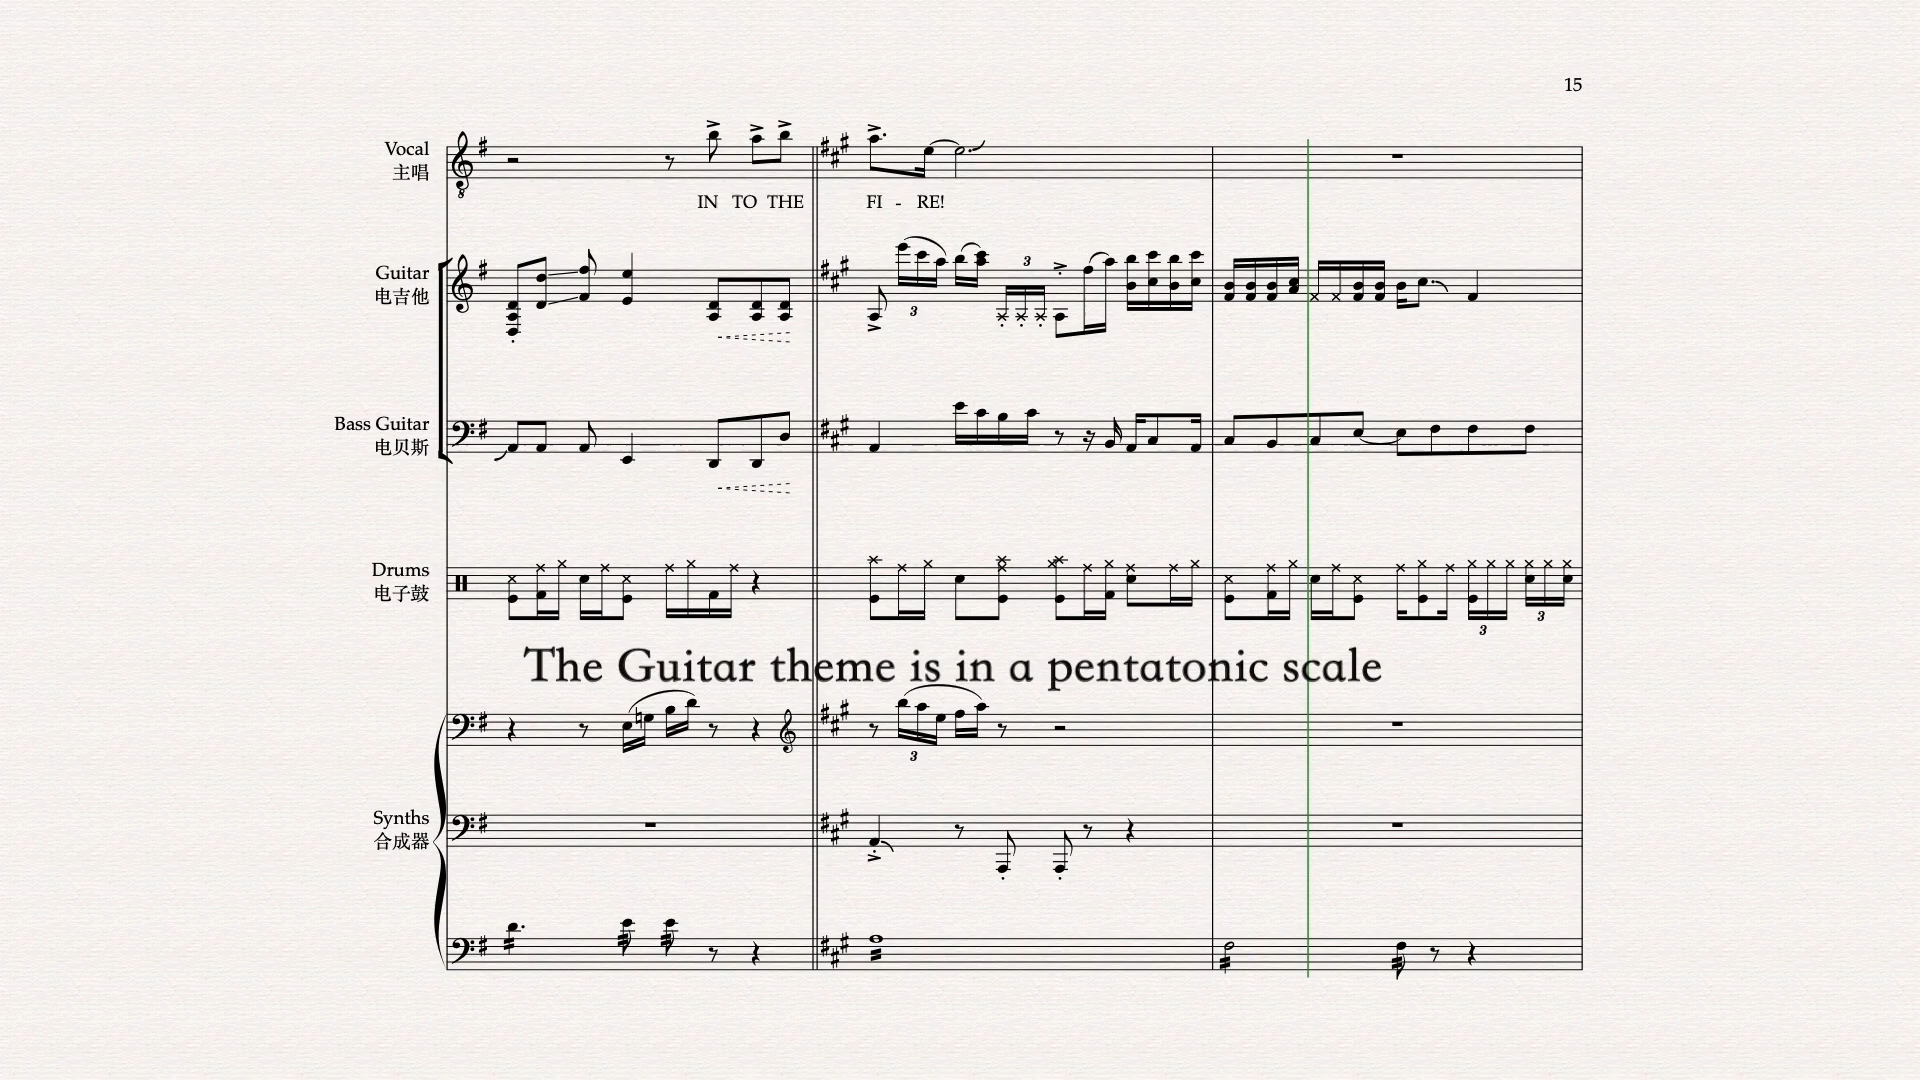 15
Vocal
主唱
IN TO THE FI - RE!
Guitar
电吉他
3
3
Bass Guitar
电贝斯
Drums
电子鼓
3
3
The Guitar theme is in a pentatonic scale
3
Synths
合成器